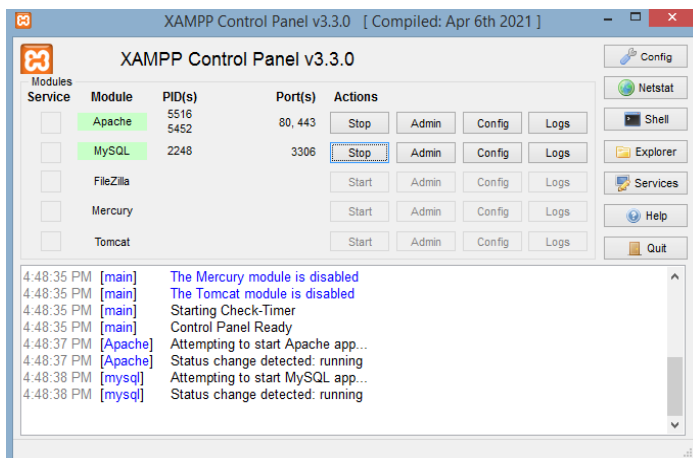 XAMPP Control Panel v3.3.0 [ Compiled: Apr 6th 2021 ]
XAMPP Control Panel v3.3.0
Config
Modules
Service Module PID(s) Port(s) Actions
Netstat
Apache 5516 5452 80, 443 Stop Admin Config Logs
Shell
MySQL 2248 3306 Stop Admin Config Logs
Explorer
FileZilla Start Admin Config Logs
Services
Mercury Start Admin Config Logs
Help
Tomcat Start Admin Config Logs
Quit
4:48:35 PM [main] The Mercury module is disabled
4:48:35 PM [main] The Tomcat module is disabled
4:48:35 PM [main] Starting Check-Timer
4:48:35 PM [main] Control Panel Ready
4:48:37 PM [Apache] Attempting to start Apache app...
4:48:37 PM [Apache] Status change detected: running
4:48:38 PM [mysql] Attempting to start MySQL app...
4:48:38 PM [mysql] Status change detected: running